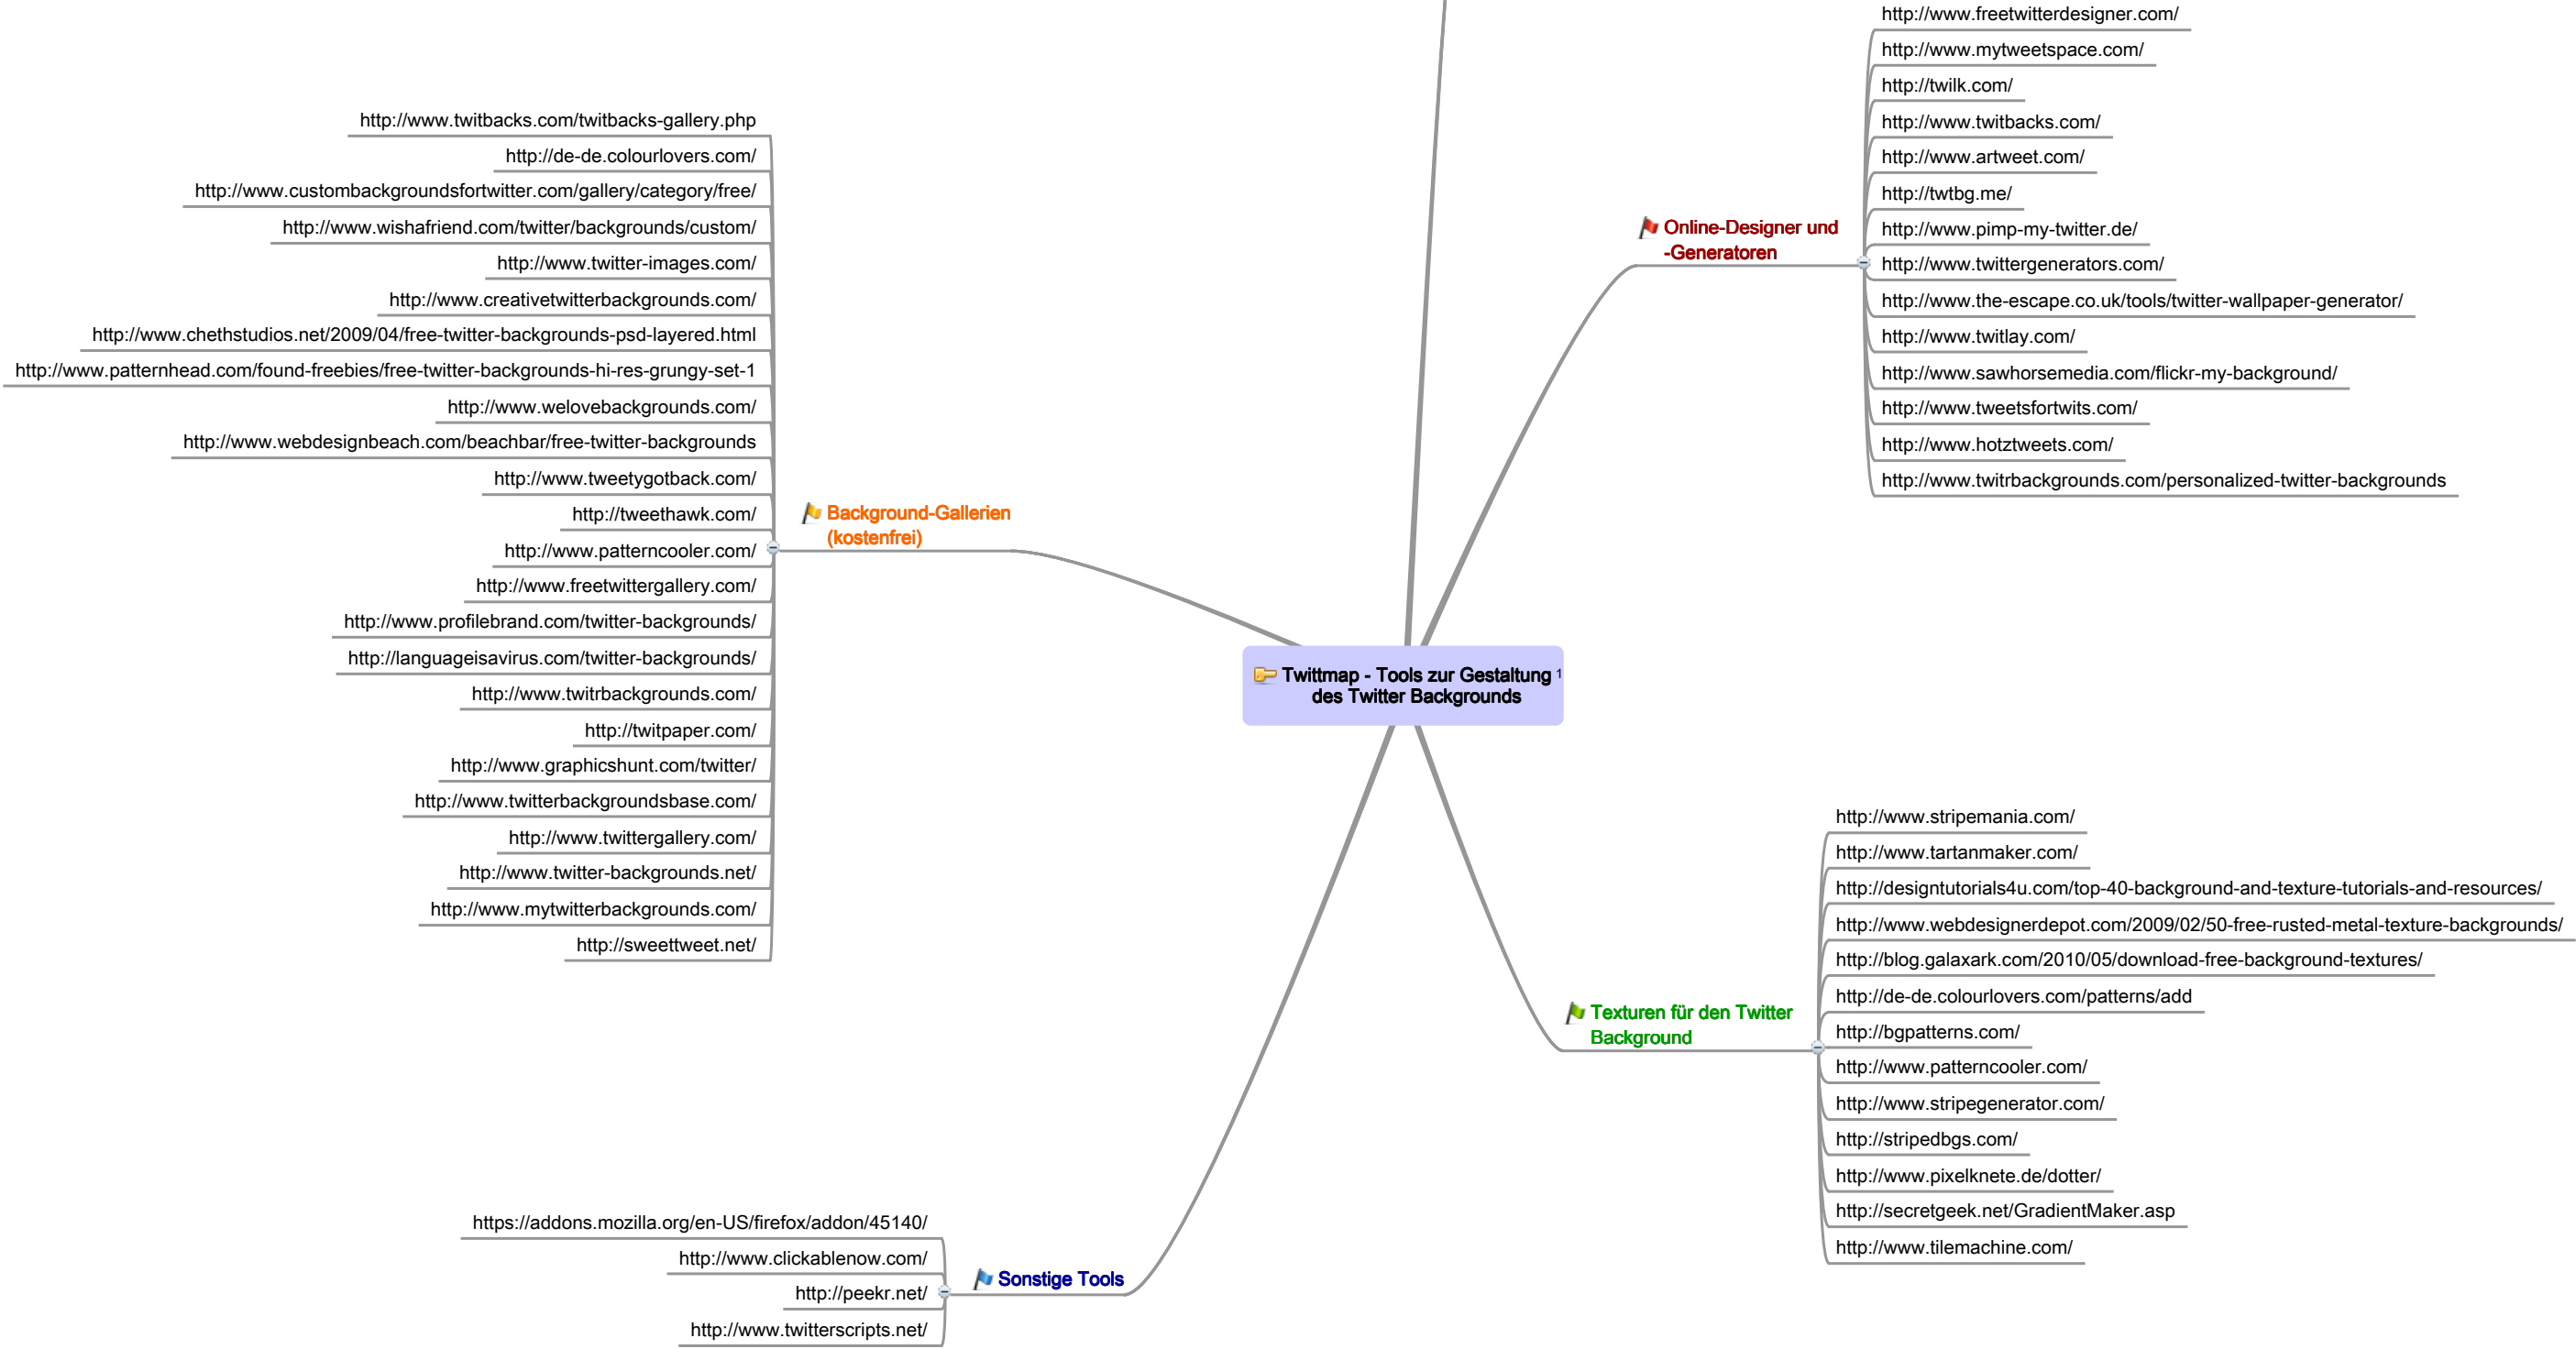 Twittmap - Tools zur Gestaltung 1
des Twitter Backgrounds
Online-Designer und
-Generatoren
http://www.freetwitterdesigner.com/
http://www.mytweetspace.com/
http://twilk.com/
http://www.twitbacks.com/
http://www.artweet.com/
http://twtbg.me/
http://www.pimp-my-twitter.de/
http://www.twittergenerators.com/
http://www.the-escape.co.uk/tools/twitter-wallpaper-generator/
http://www.twitlay.com/
http://www.sawhorsemedia.com/flickr-my-background/
http://www.tweetsfortwits.com/
http://www.hotztweets.com/
http://www.twitrbackgrounds.com/personalized-twitter-backgrounds
Texturen für den Twitter
Background
http://www.stripemania.com/
http://www.tartanmaker.com/
http://designtutorials4u.com/top-40-background-and-texture-tutorials-and-resources/
http://www.webdesignerdepot.com/2009/02/50-free-rusted-metal-texture-backgrounds/
http://blog.galaxark.com/2010/05/download-free-background-textures/
http://de-de.colourlovers.com/patterns/add
http://bgpatterns.com/
http://www.patterncooler.com/
http://www.stripegenerator.com/
http://stripedbgs.com/
http://www.pixelknete.de/dotter/
http://secretgeek.net/GradientMaker.asp
http://www.tilemachine.com/
Background-Gallerien
(kostenfrei)
http://www.twitbacks.com/twitbacks-gallery.php
http://de-de.colourlovers.com/
http://www.custombackgroundsfortwitter.com/gallery/category/free/
http://www.wishafriend.com/twitter/backgrounds/custom/
http://www.twitter-images.com/
http://www.creativetwitterbackgrounds.com/
http://www.chethstudios.net/2009/04/free-twitter-backgrounds-psd-layered.html
http://www.patternhead.com/found-freebies/free-twitter-backgrounds-hi-res-grungy-set-1
http://www.welovebackgrounds.com/
http://www.webdesignbeach.com/beachbar/free-twitter-backgrounds
http://www.tweetygotback.com/
http://tweethawk.com/
http://www.patterncooler.com/
http://www.freetwittergallery.com/
http://www.profilebrand.com/twitter-backgrounds/
http://languageisavirus.com/twitter-backgrounds/
http://www.twitrbackgrounds.com/
http://twitpaper.com/
http://www.graphicshunt.com/twitter/
http://www.twitterbackgroundsbase.com/
http://www.twittergallery.com/
http://www.twitter-backgrounds.net/
http://www.mytwitterbackgrounds.com/
http://sweettweet.net/
Sonstige Tools
https://addons.mozilla.org/en-US/firefox/addon/45140/
http://www.clickablenow.com/
http://peekr.net/
http://www.twitterscripts.net/